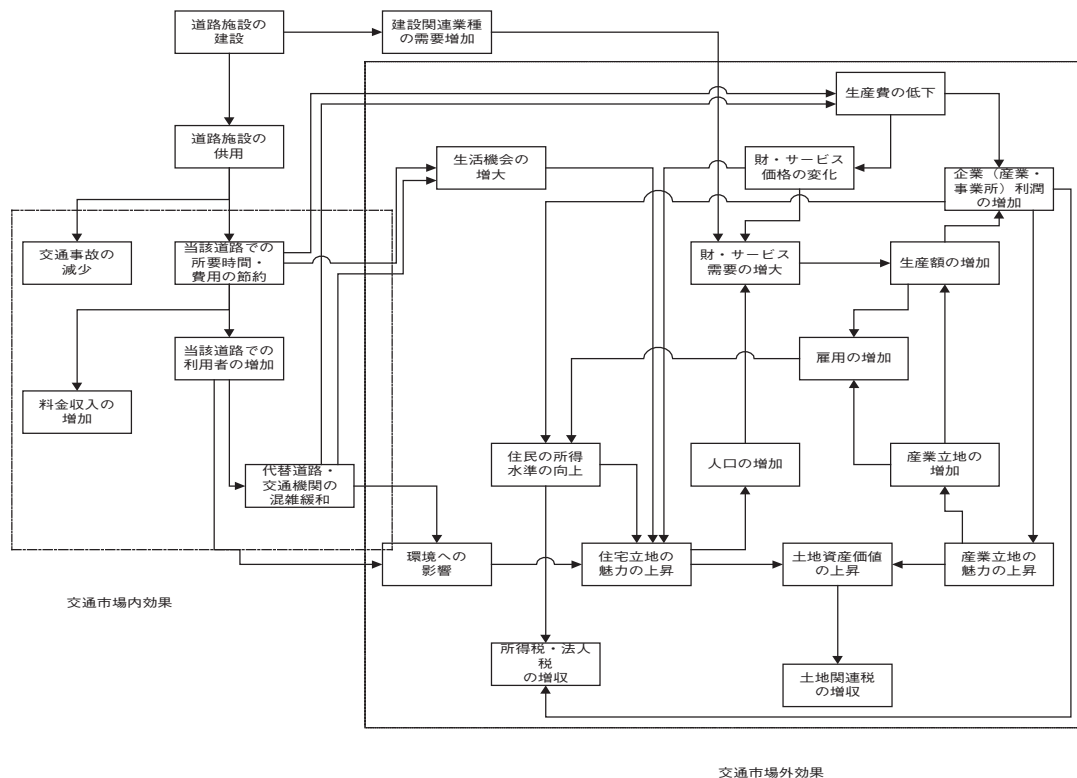 道路施設の
建設
建設関連業種
の需要増加
生産費の低下
道路施設の
供用
生活機会の
増大
財・サービス
価格の変化
企業（産業・
事業所）利潤
の増加
交通事故の
減少
当該道路での
所要時間・
費用の節約
財・サービス
需要の増大
生産額の増加
当該道路での
利用者の増加
雇用の増加
料金収入の
増加
代替道路・
交通機関の
混雑緩和
住民の所得
水準の向上
人口の増加
産業立地の
増加
環境への
影響
住宅立地の
魅力の上昇
土地資産価値
の上昇
産業立地の
魅力の上昇
交通市場内効果
所得税・法人
税
の増収
土地関連税
の増収
交通市場外効果